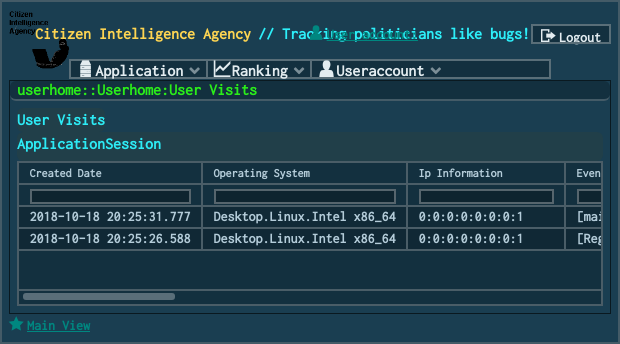 Citizen
Intelligence
Agency
Citizen Intelligence Agency // Tracking politicians like bugs!
Logout
Application Ranking Useraccount
userhome::Userhome:User Visits
User Visits
ApplicationSession
Created Date Operating System Ip Information Even
2018-10-18 20:25:31.777 Desktop.Linux.Intel x86_64 0:0:0:0:0:0:0:1 [mai
2018-10-18 20:25:26.588 Desktop.Linux.Intel x86_64 0:0:0:0:0:0:0:1 [Reg
Main View